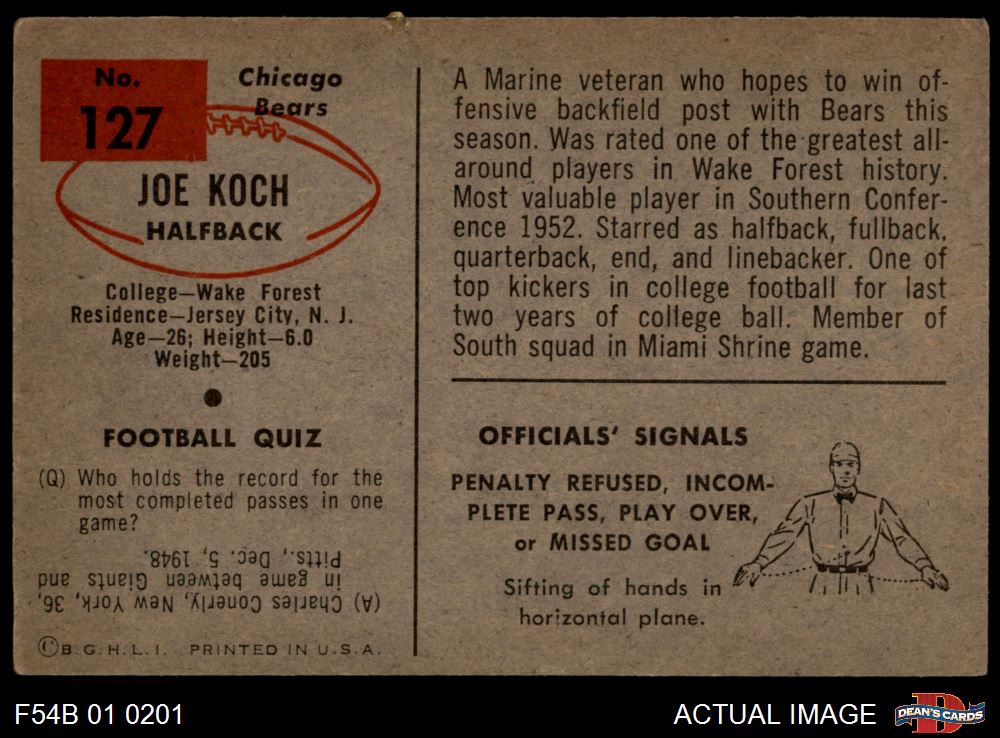 No.
127
Chicago
Bears
JOE KOCH
HALFBACK
College—Wake Forest
Residence—Jersey City, N. J.
Age—26; Height—6.0
Weight—205
FOOTBALL QUIZ
(Q) Who holds the record for the
most completed passes in one
game?
(A) Charles Conerly, New York, 36,
in game between Giants and
Pitts., Dec. 5, 1948.
©B.G.H.L.I. PRINTED IN U.S.A.
A Marine veteran who hopes to win of-
fensive backfield post with Bears this
season. Was rated one of the greatest all-
around players in Wake Forest history.
Most valuable player in Southern Confer-
ence 1952. Starred as halfback, fullback,
quarterback, end, and linebacker. One of
top kickers in college football for last
two years of college ball. Member of
South squad in Miami Shrine game.
OFFICIALS' SIGNALS
PENALTY REFUSED, INCOM-
PLETE PASS, PLAY OVER,
or MISSED GOAL
Sifting of hands in
horizontal plane.
F54B 01 0201
ACTUAL IMAGE
D
DEAN'S CARDS